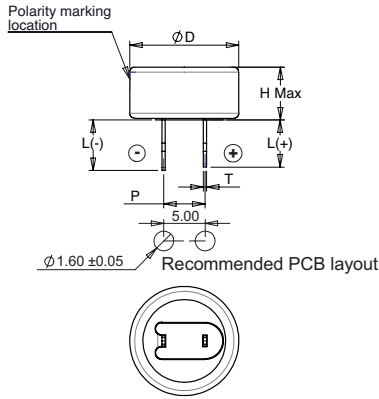 Polarity marking
location
ϕD
H Max
L(-)
L(+)
-
+
T
P
5.00
ϕ1.60 ±0.05
Recommended PCB layout